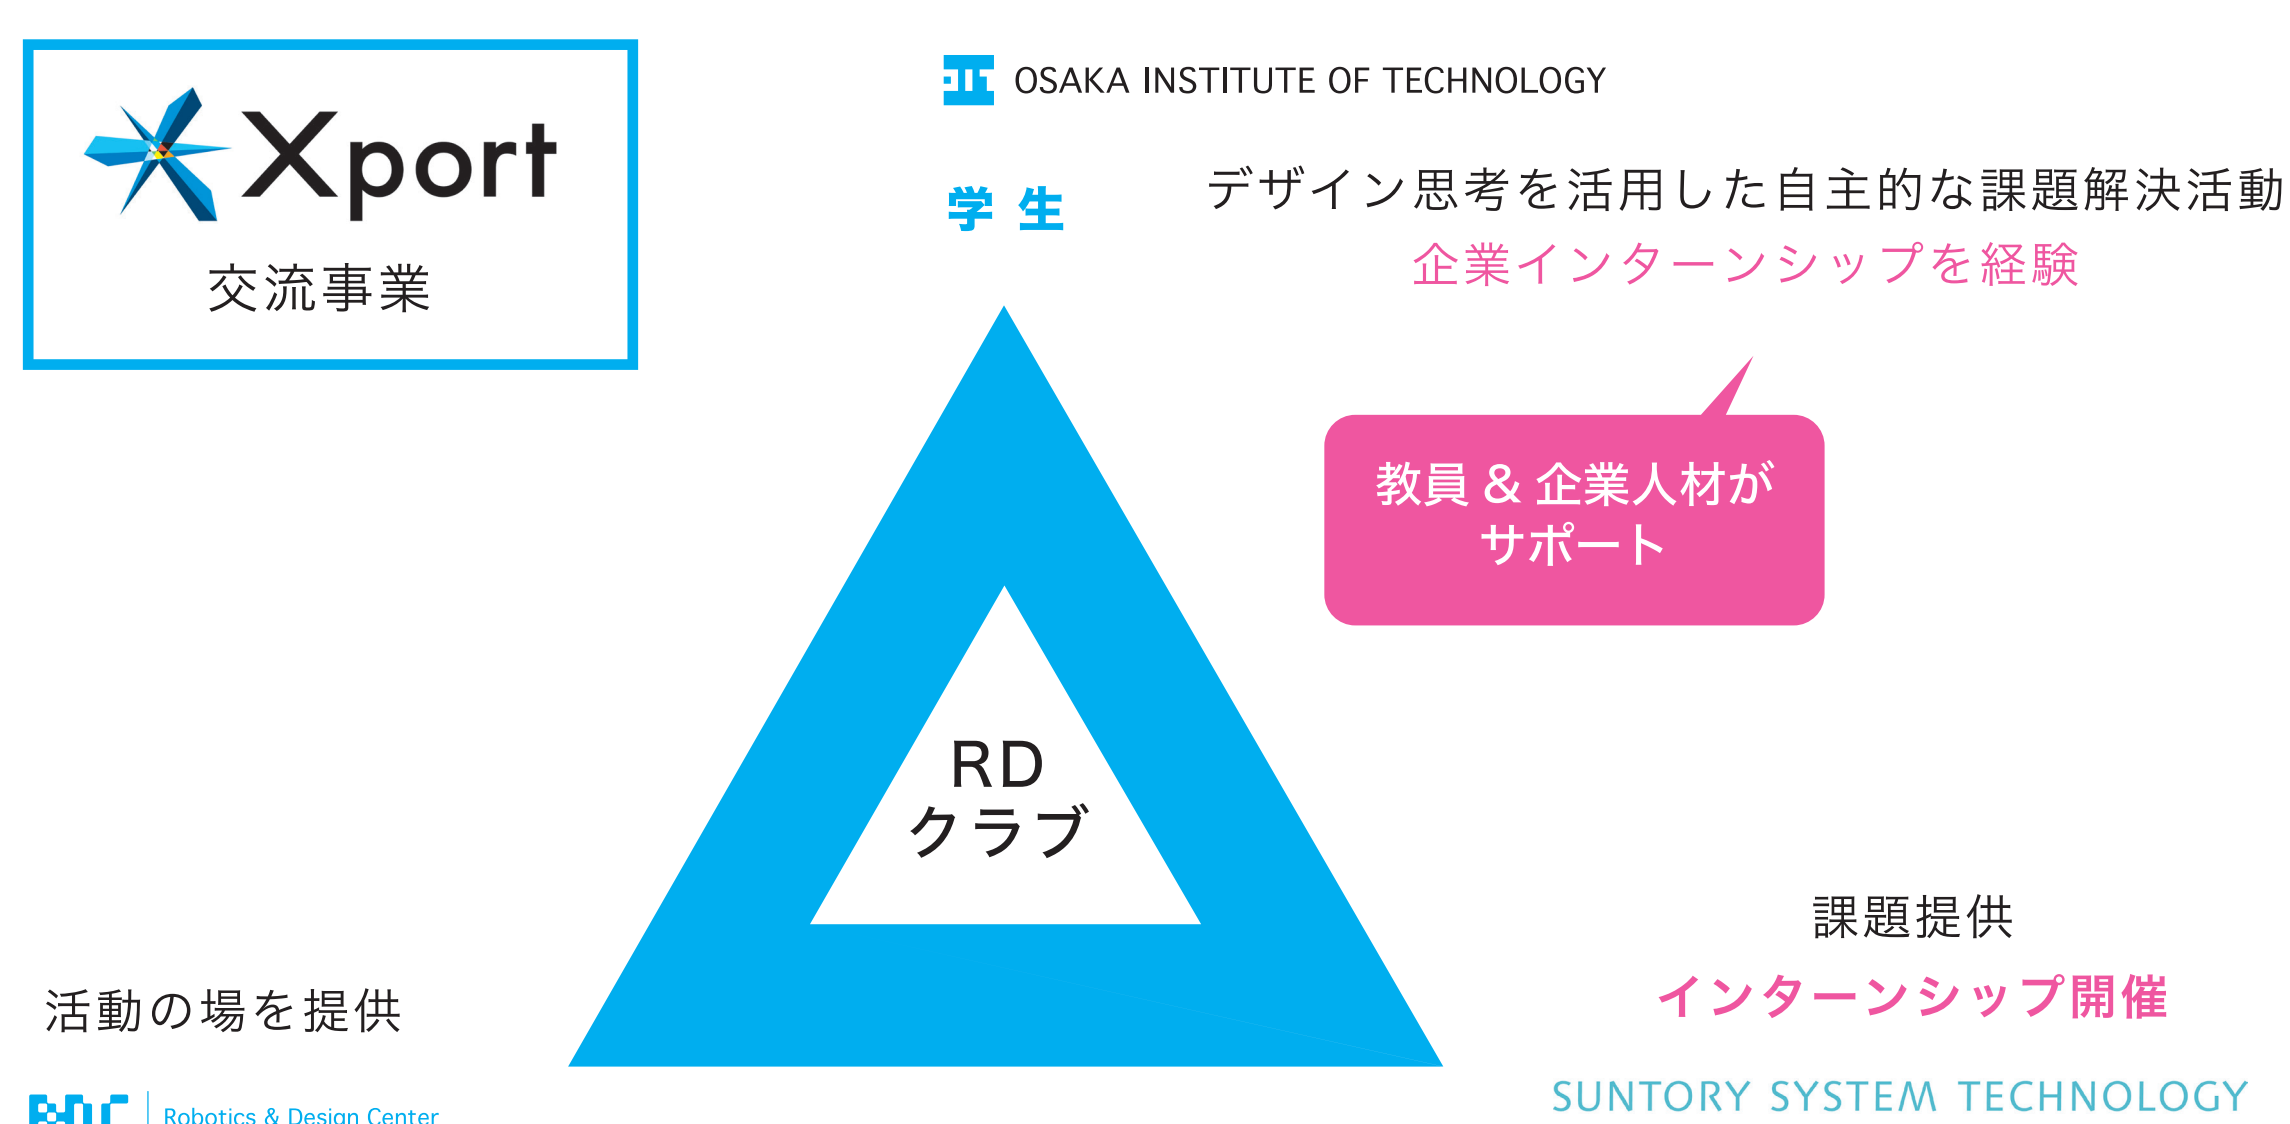 Xport
交流事業
OSAKA INSTITUTE OF TECHNOLOGY
学生
デザイン思考を活用した自主的な課題解決活動
企業インターンシップを経験
教員 & 企業人材が
サポート
RD
クラブ
課題提供
インターンシップ開催
SUNTORY SYSTEM TECHNOLOGY
活動の場を提供
Robotics & Design Center